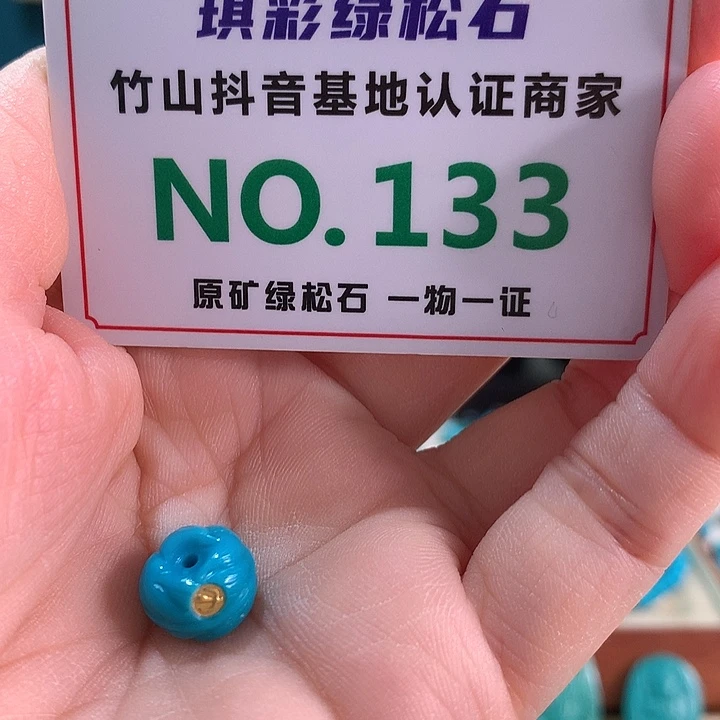 琪彩绿松石
竹山抖音基地认证商家
NO.133
原矿绿松石 一物一证